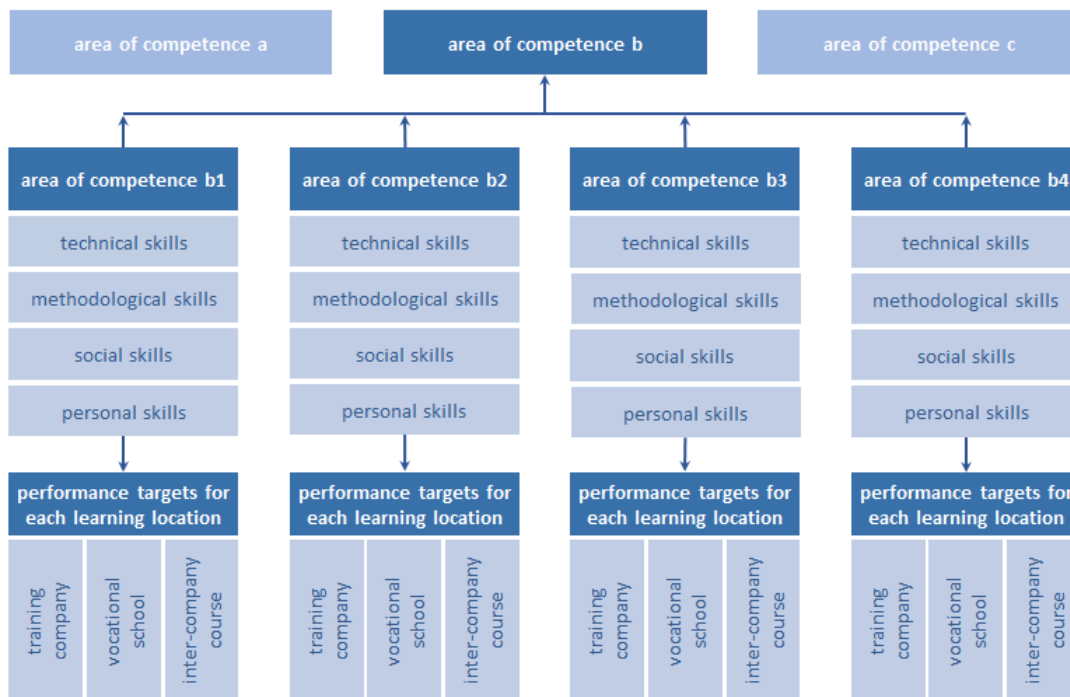 area of competence a
area of competence b
area of competence c
area of competence b1
area of competence b2
area of competence b3
area of competence b4
technical skills
technical skills
technical skills
technical skills
methodological skills
methodological skills
methodological skills
methodological skills
social skills
social skills
social skills
social skills
personal skills
personal skills
personal skills
personal skills
performance targets for
each learning location
performance targets for
each learning location
performance targets for
each learning location
performance targets for
each learning location
training
company
vocational
school
inter-company
course
training
company
vocational
school
inter-company
course
training
company
vocational
school
inter-company
course
training
company
vocational
school
inter-company
course